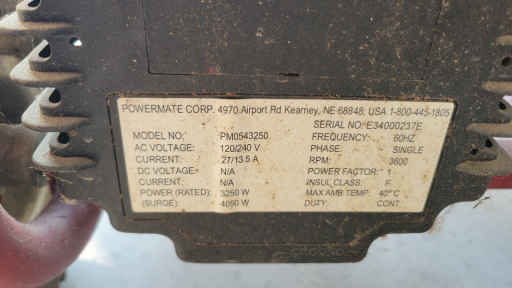 POWERMATE CORP. 4970 Airport Rd Kearney, NE 68848, USA 1-800-445-1805
SERIAL NO: E34000237E
MODEL NO: PM0543250 FREQUENCY: 60HZ
AC VOLTAGE: 120/240 V PHASE: SINGLE
CURRENT: 27/13.5 A RPM: 3600
DC VOLTAGE: N/A POWER FACTOR: 1
CURRENT: N/A INSUL.CLASS: F
POWER (RATED): 3250 W MAX AMB.TEMP: 40°C
(SURGE): 4060 W DUTY: CONT.